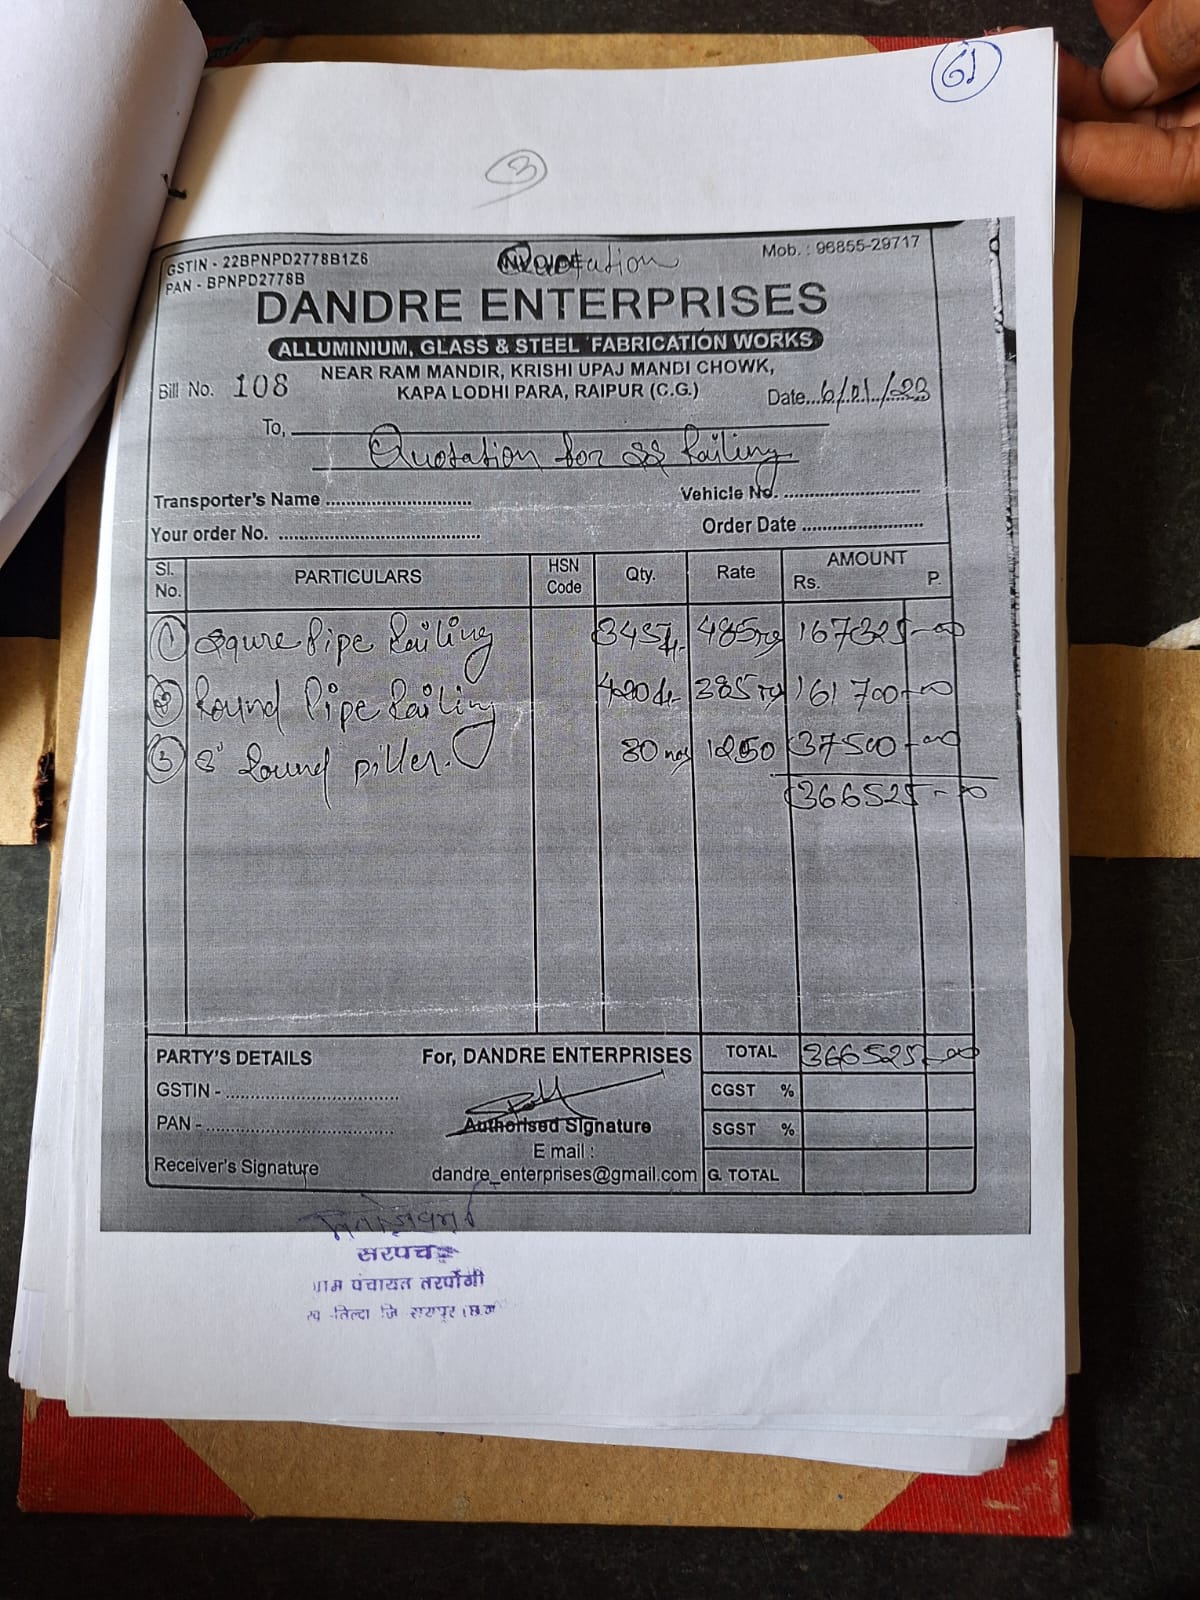 61
3
GSTIN - 22BPNPD2778B1Z6
Quotation
Mob. : 96855-29717
PAN - BPNPD2778B
DANDRE ENTERPRISES
ALLUMINIUM, GLASS & STEEL FABRICATION WORKS
NEAR RAM MANDIR, KRISHI UPAJ MANDI CHOWK,
Bill No. 108 KAPA LODHI PARA, RAIPUR (C.G.) Date...6/01/23
To,
Quotation for SS Railing
Transporter's Name .............................. Vehicle No. ............................
Your order No. .......................................... Order Date .........................
Sl. No. PARTICULARS HSN Code Qty. Rate AMOUNT Rs. P.
1 Squre Pipe Railing 345 ft. 485 167325-00
2 Round Pipe Railing 420 ft. 385 161700-00
3 Round piller. 30 nos 1250 37500-00
366525-00
PARTY'S DETAILS For, DANDRE ENTERPRISES TOTAL 366525-00
GSTIN - ................................... CGST %
PAN - ...................................... Authorised Signature SGST %
E mail :
Receiver's Signature dandre_enterprises@gmail.com G. TOTAL
सरपंच
ग्राम पंचायत तरपोंगी
तिल्दा जि रायपुर